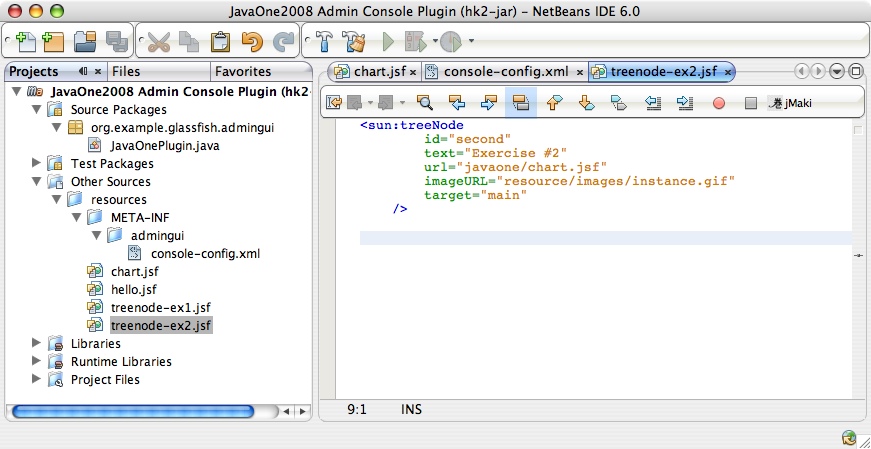 JavaOne2008 Admin Console Plugin (hk2-jar) – NetBeans IDE 6.0
Projects Files Favorites
JavaOne2008 Admin Console Plugin (hk2-
Source Packages
org.example.glassfish.admingui
JavaOnePlugin.java
Test Packages
Other Sources
resources
META-INF
admingui
console-config.xml
chart.jsf
hello.jsf
treenode-ex1.jsf
treenode-ex2.jsf
Libraries
Runtime Libraries
Project Files
chart.jsf console-config.xml treenode-ex2.jsf
jMaki
<sun:treeNode
id="second"
text="Exercise #2"
url="javaone/chart.jsf"
imageURL="resource/images/instance.gif"
target="main"
/>
9:1 INS